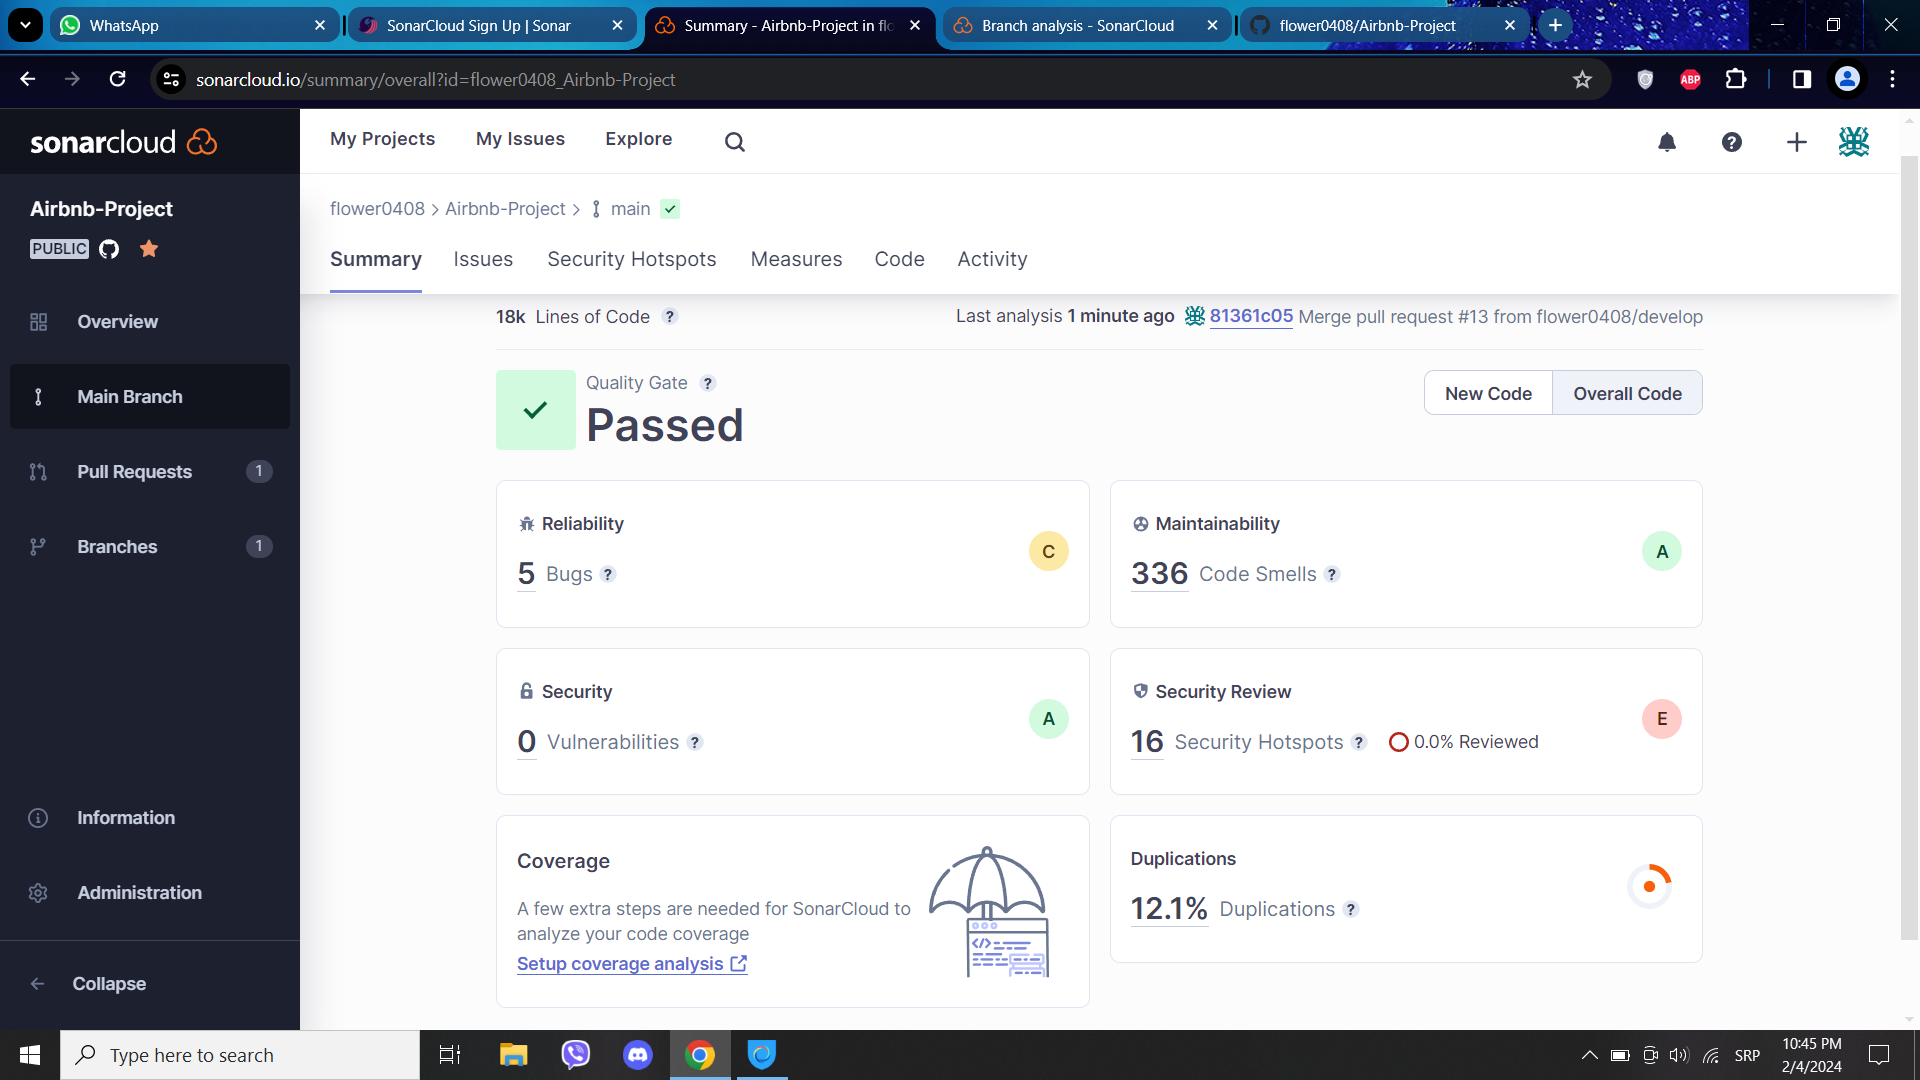 WhatsApp
SonarCloud Sign Up | Sonar
Summary - Airbnb-Project in flo
Branch analysis - SonarCloud
flower0408/Airbnb-Project
sonarcloud.io/summary/overall?id=flower0408_Airbnb-Project
ABP
sonarcloud
My Projects
My Issues
Explore
Airbnb-Project
PUBLIC
Overview
Main Branch
Pull Requests 1
Branches 1
Information
Administration
Collapse
flower0408 > Airbnb-Project > main
Summary
Issues
Security Hotspots
Measures
Code
Activity
18k Lines of Code ?
Last analysis 1 minute ago 81361c05 Merge pull request #13 from flower0408/develop
Quality Gate ?
Passed
New Code
Overall Code
Reliability
5 Bugs ?
C
Maintainability
336 Code Smells ?
A
Security
0 Vulnerabilities ?
A
Security Review
16 Security Hotspots ? 0.0% Reviewed
E
Coverage
A few extra steps are needed for SonarCloud to
analyze your code coverage
Setup coverage analysis
Duplications
12.1% Duplications ?
Type here to search
SRP
10:45 PM
2/4/2024